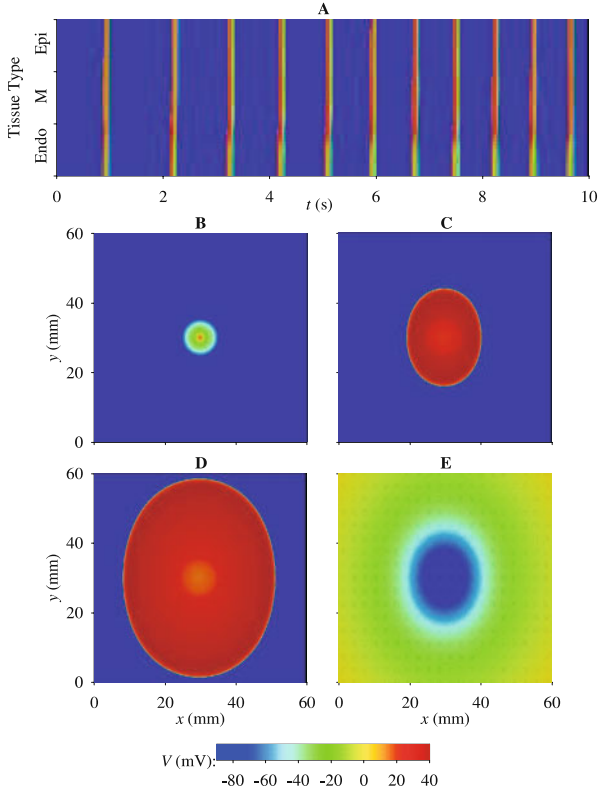 A
Tissue Type
Epi
M
Endo
0 2 4 6 8 10
t (s)
B C
60
40
20
0
y (mm)
D E
60
40
20
0
y (mm)
0 20 40 60 0 20 40 60
x (mm) x (mm)
V (mV):
-80 -60 -40 -20 0 20 40